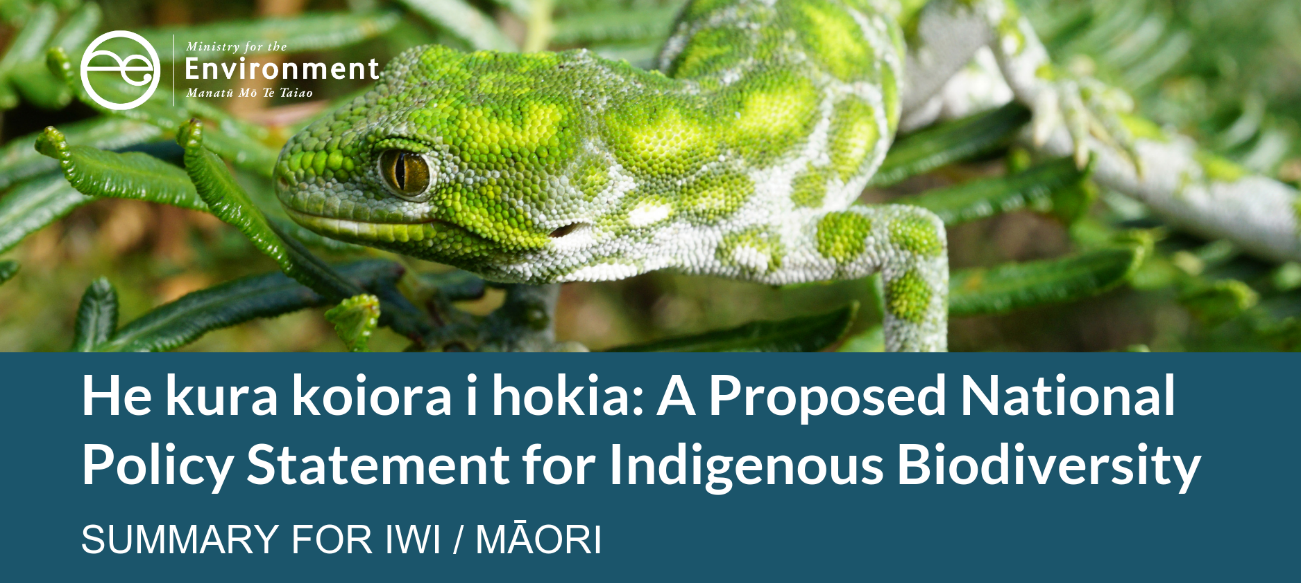 Ministry for the
Environment
Manatū Mō Te Taiao
He kura koiora i hokia: A Proposed National
Policy Statement for Indigenous Biodiversity
SUMMARY FOR IWI / MĀORI